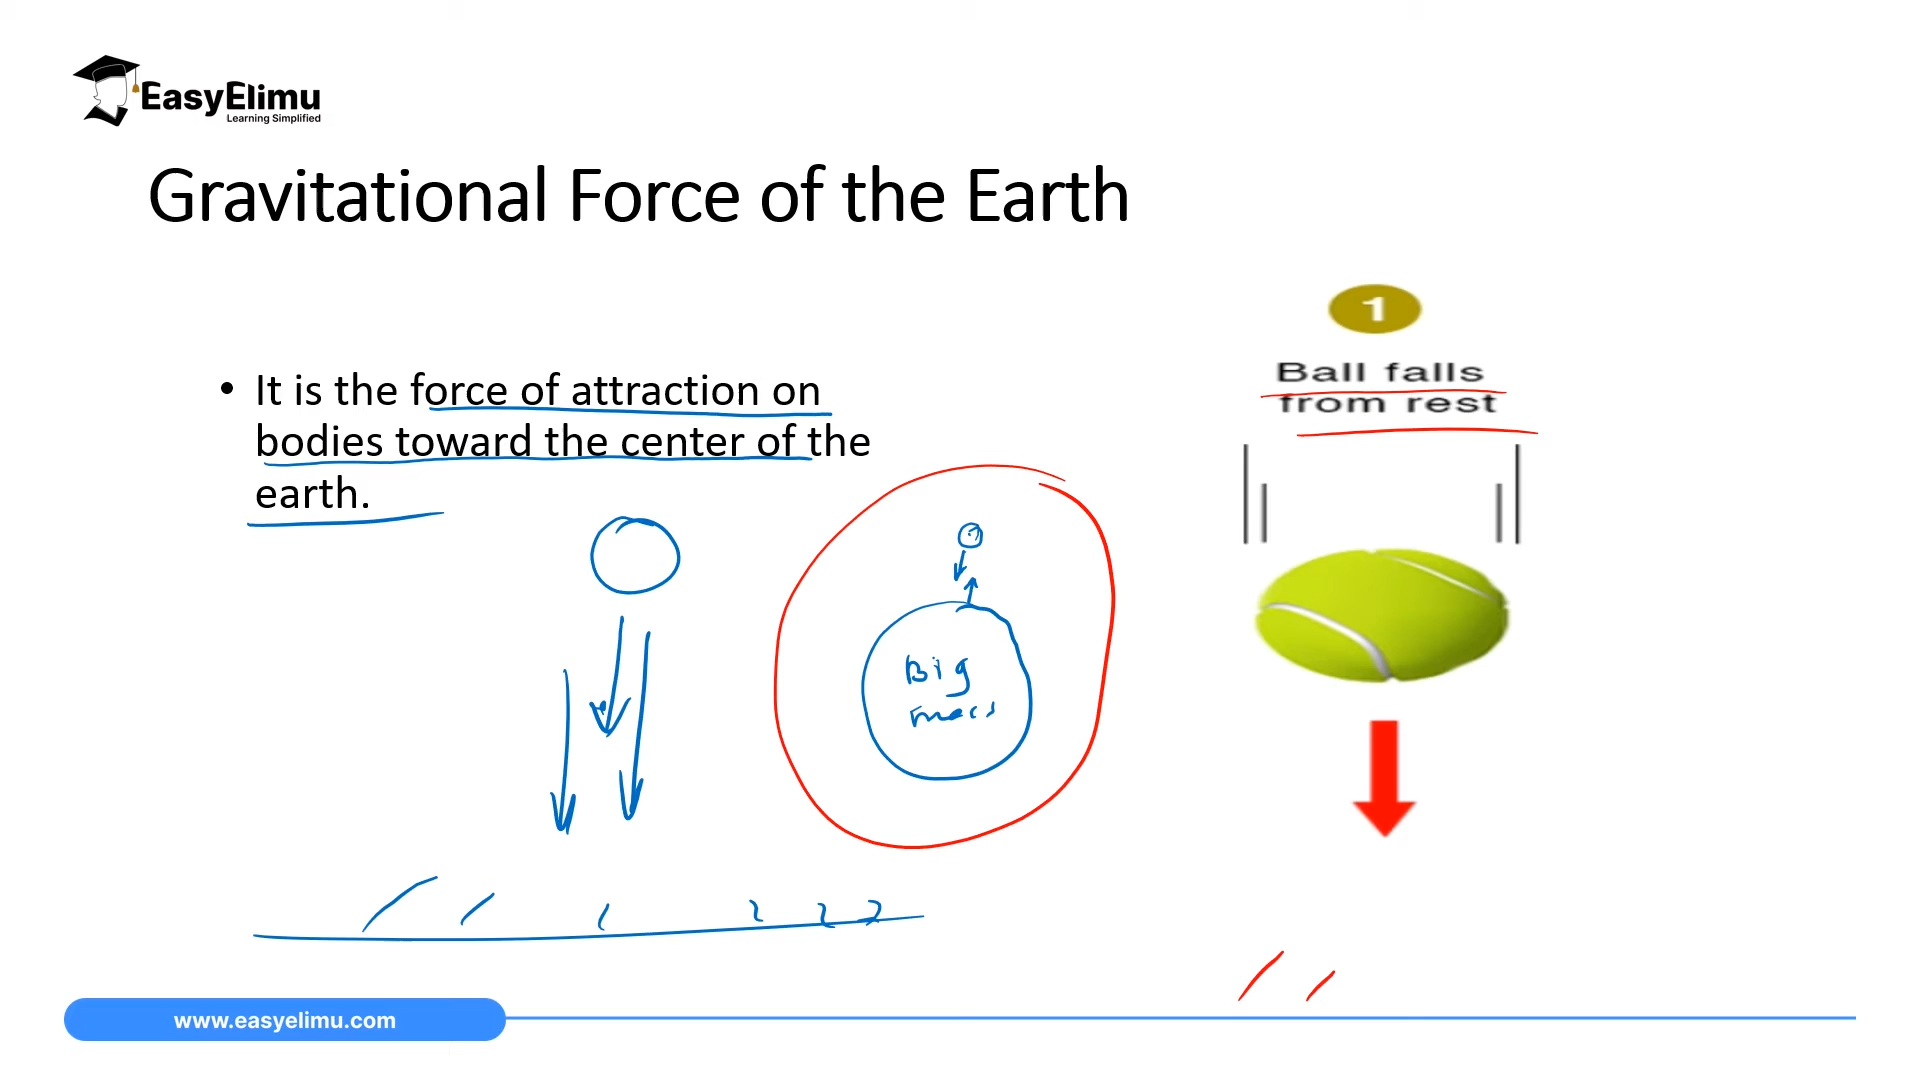 EasyElimu
Learning Simplified
Gravitational Force of the Earth
• It is the force of attraction on
bodies toward the center of the
earth.
1
Ball falls
from rest
Big
www.easyelimu.com